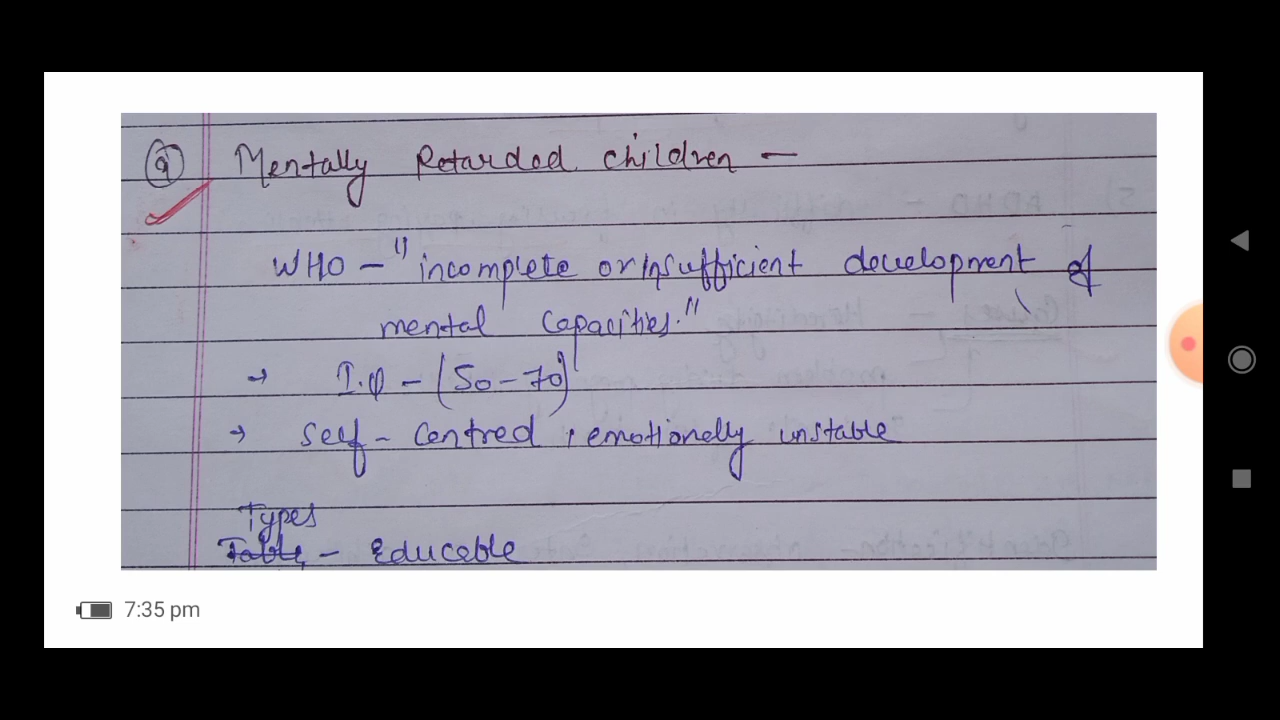 9 Mentally Retarded children —
WHO — "incomplete or insufficient development of
mental capacities."
→ I.Q — (50 - 70)
→ Self - Centred , emotionelly unstable
Types
Table, — Educable
7:35 pm